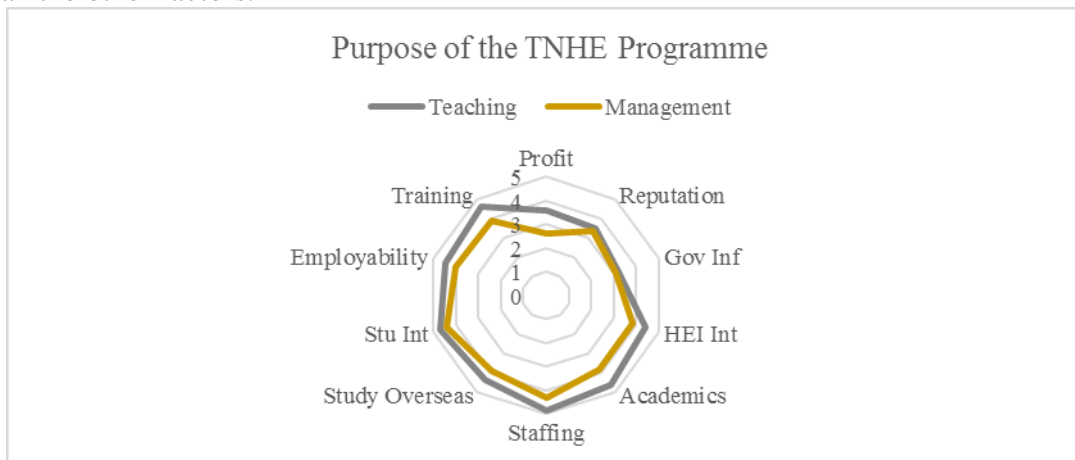 Purpose of the TNHE Programme
Teaching Management
Profit
5
Training 4 Reputation
3
Employability 2 Gov Inf
1
0
Stu Int HEI Int
Study Overseas Academics
Staffing